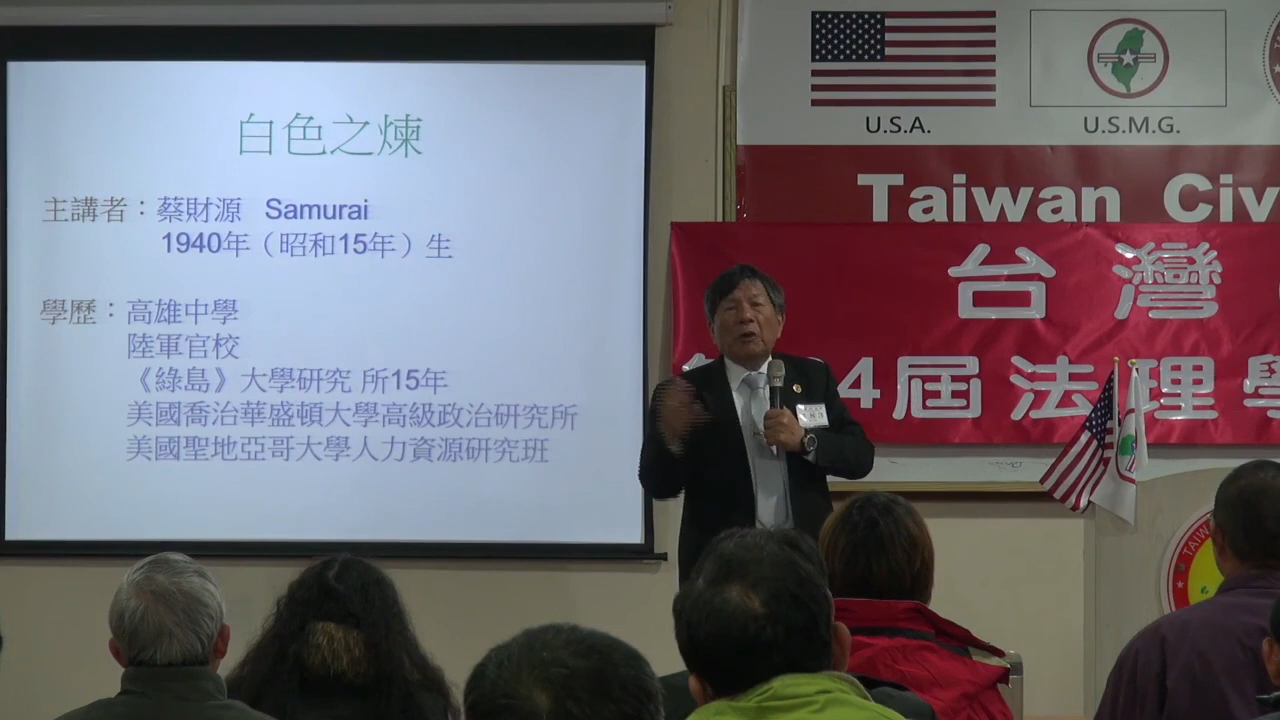 白色之煉
主講者：蔡財源 Samurai
1940年（昭和15年）生
學歷：高雄中學
陸軍官校
《綠島》大學研究 所15年
美國喬治華盛頓大學高級政治研究所
美國聖地亞哥大學人力資源研究班
U.S.A. U.S.M.G.
Taiwan Civ
台灣
4屆法理學
TAIWA